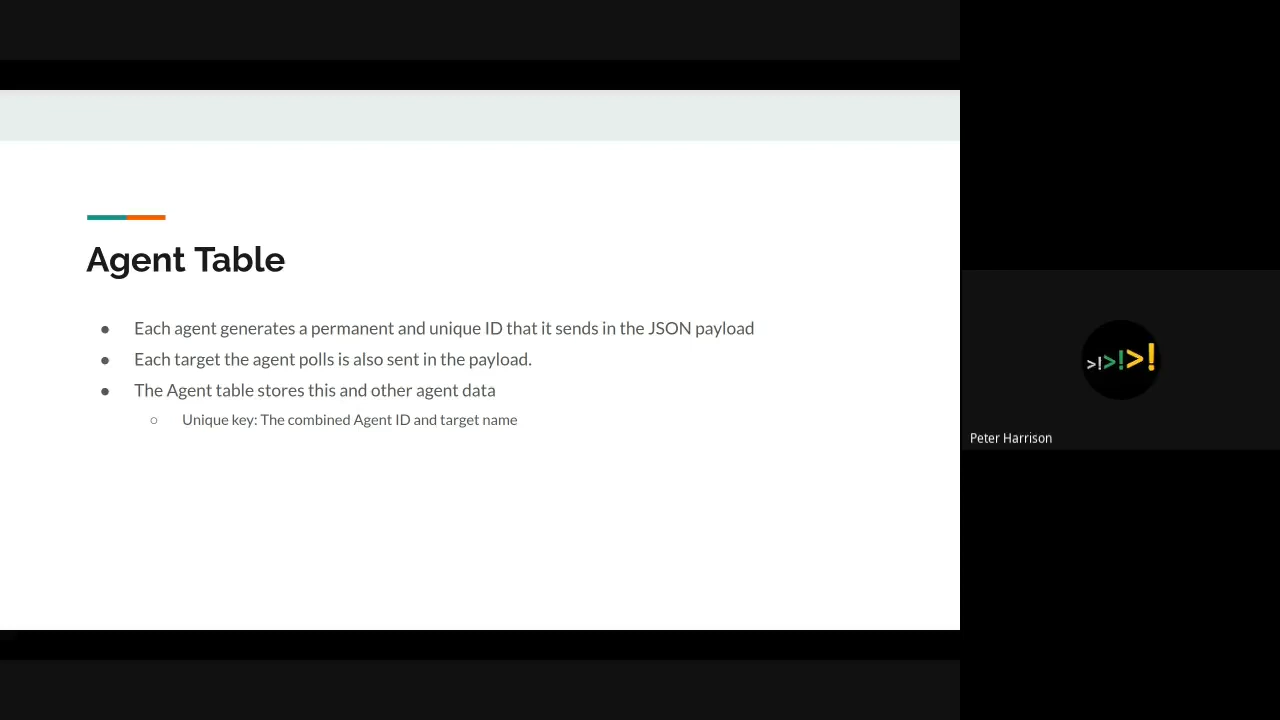 Agent Table
● Each agent generates a permanent and unique ID that it sends in the JSON payload
● Each target the agent polls is also sent in the payload.
● The Agent table stores this and other agent data
○ Unique key: The combined Agent ID and target name
>!>!>!
Peter Harrison